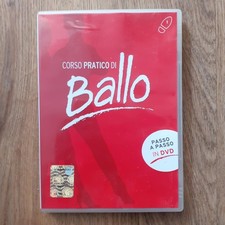 CORSO PRATICO DI
Ballo
PASSO
A PASSO
IN DVD